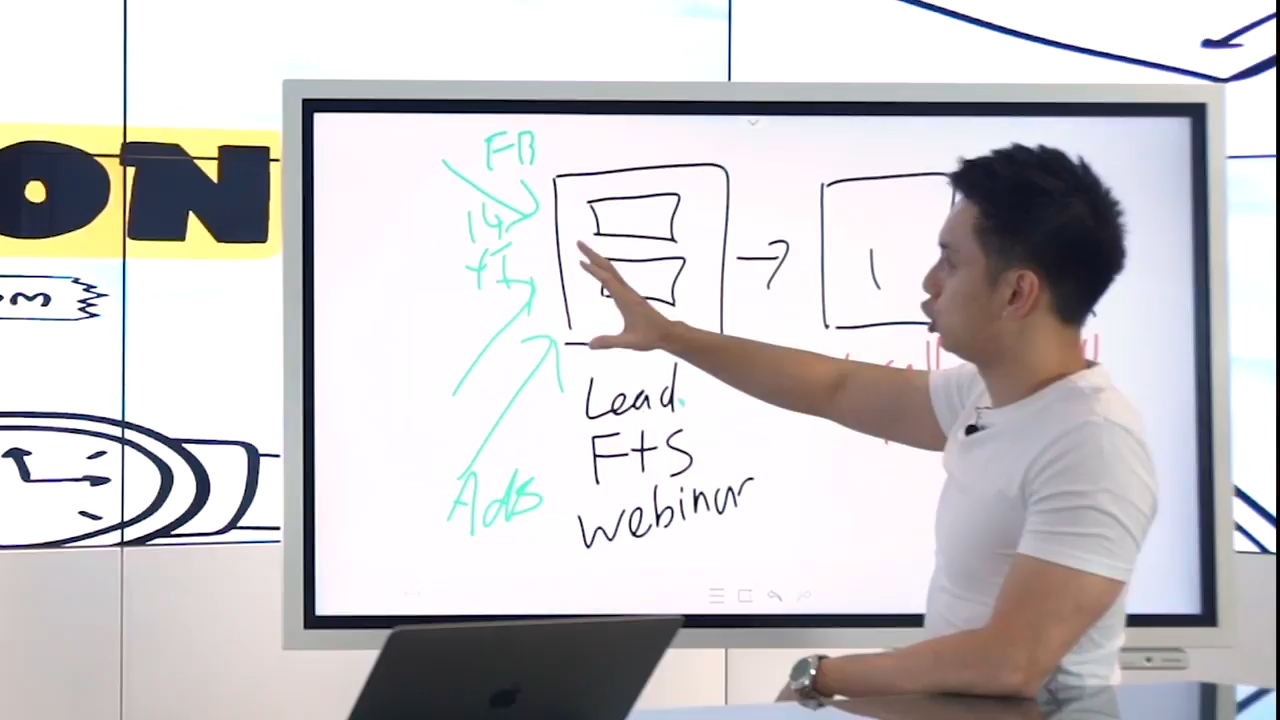 ON
FB
IG
YT
Lead.
F+S
webinar
Ads